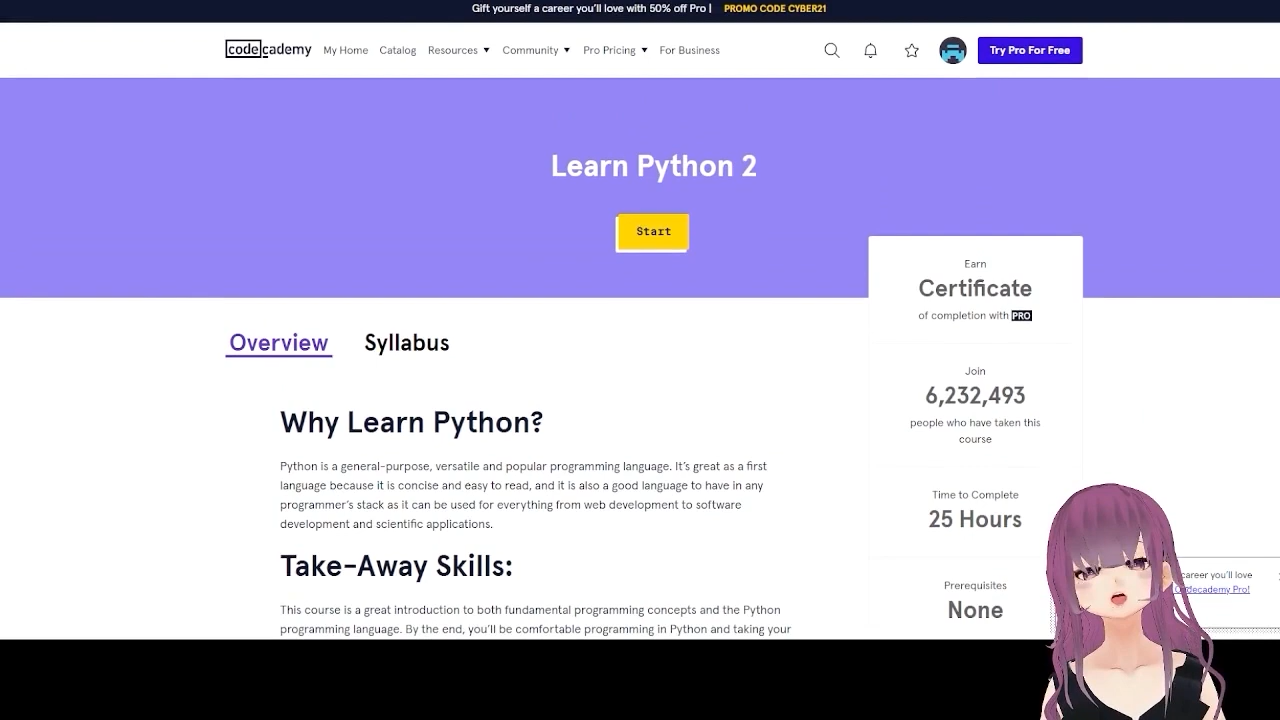 Gift yourself a career you'll love with 50% off Pro | PROMO CODE CYBER21
codecademy My Home Catalog Resources Community Pro Pricing For Business Try Pro For Free
Learn Python 2
Start
Earn
Certificate
of completion with PRO
Overview Syllabus
Join
6,232,493
people who have taken this
course
Why Learn Python?
Python is a general-purpose, versatile and popular programming language. It's great as a first
language because it is concise and easy to read, and it is also a good language to have in any
programmer's stack as it can be used for everything from web development to software
development and scientific applications.
Time to Complete
25 Hours
Take-Away Skills:
This course is a great introduction to both fundamental programming concepts and the Python
programming language. By the end, you'll be comfortable programming in Python and taking your
Prerequisites
None
career you'll love
Codecademy Pro!